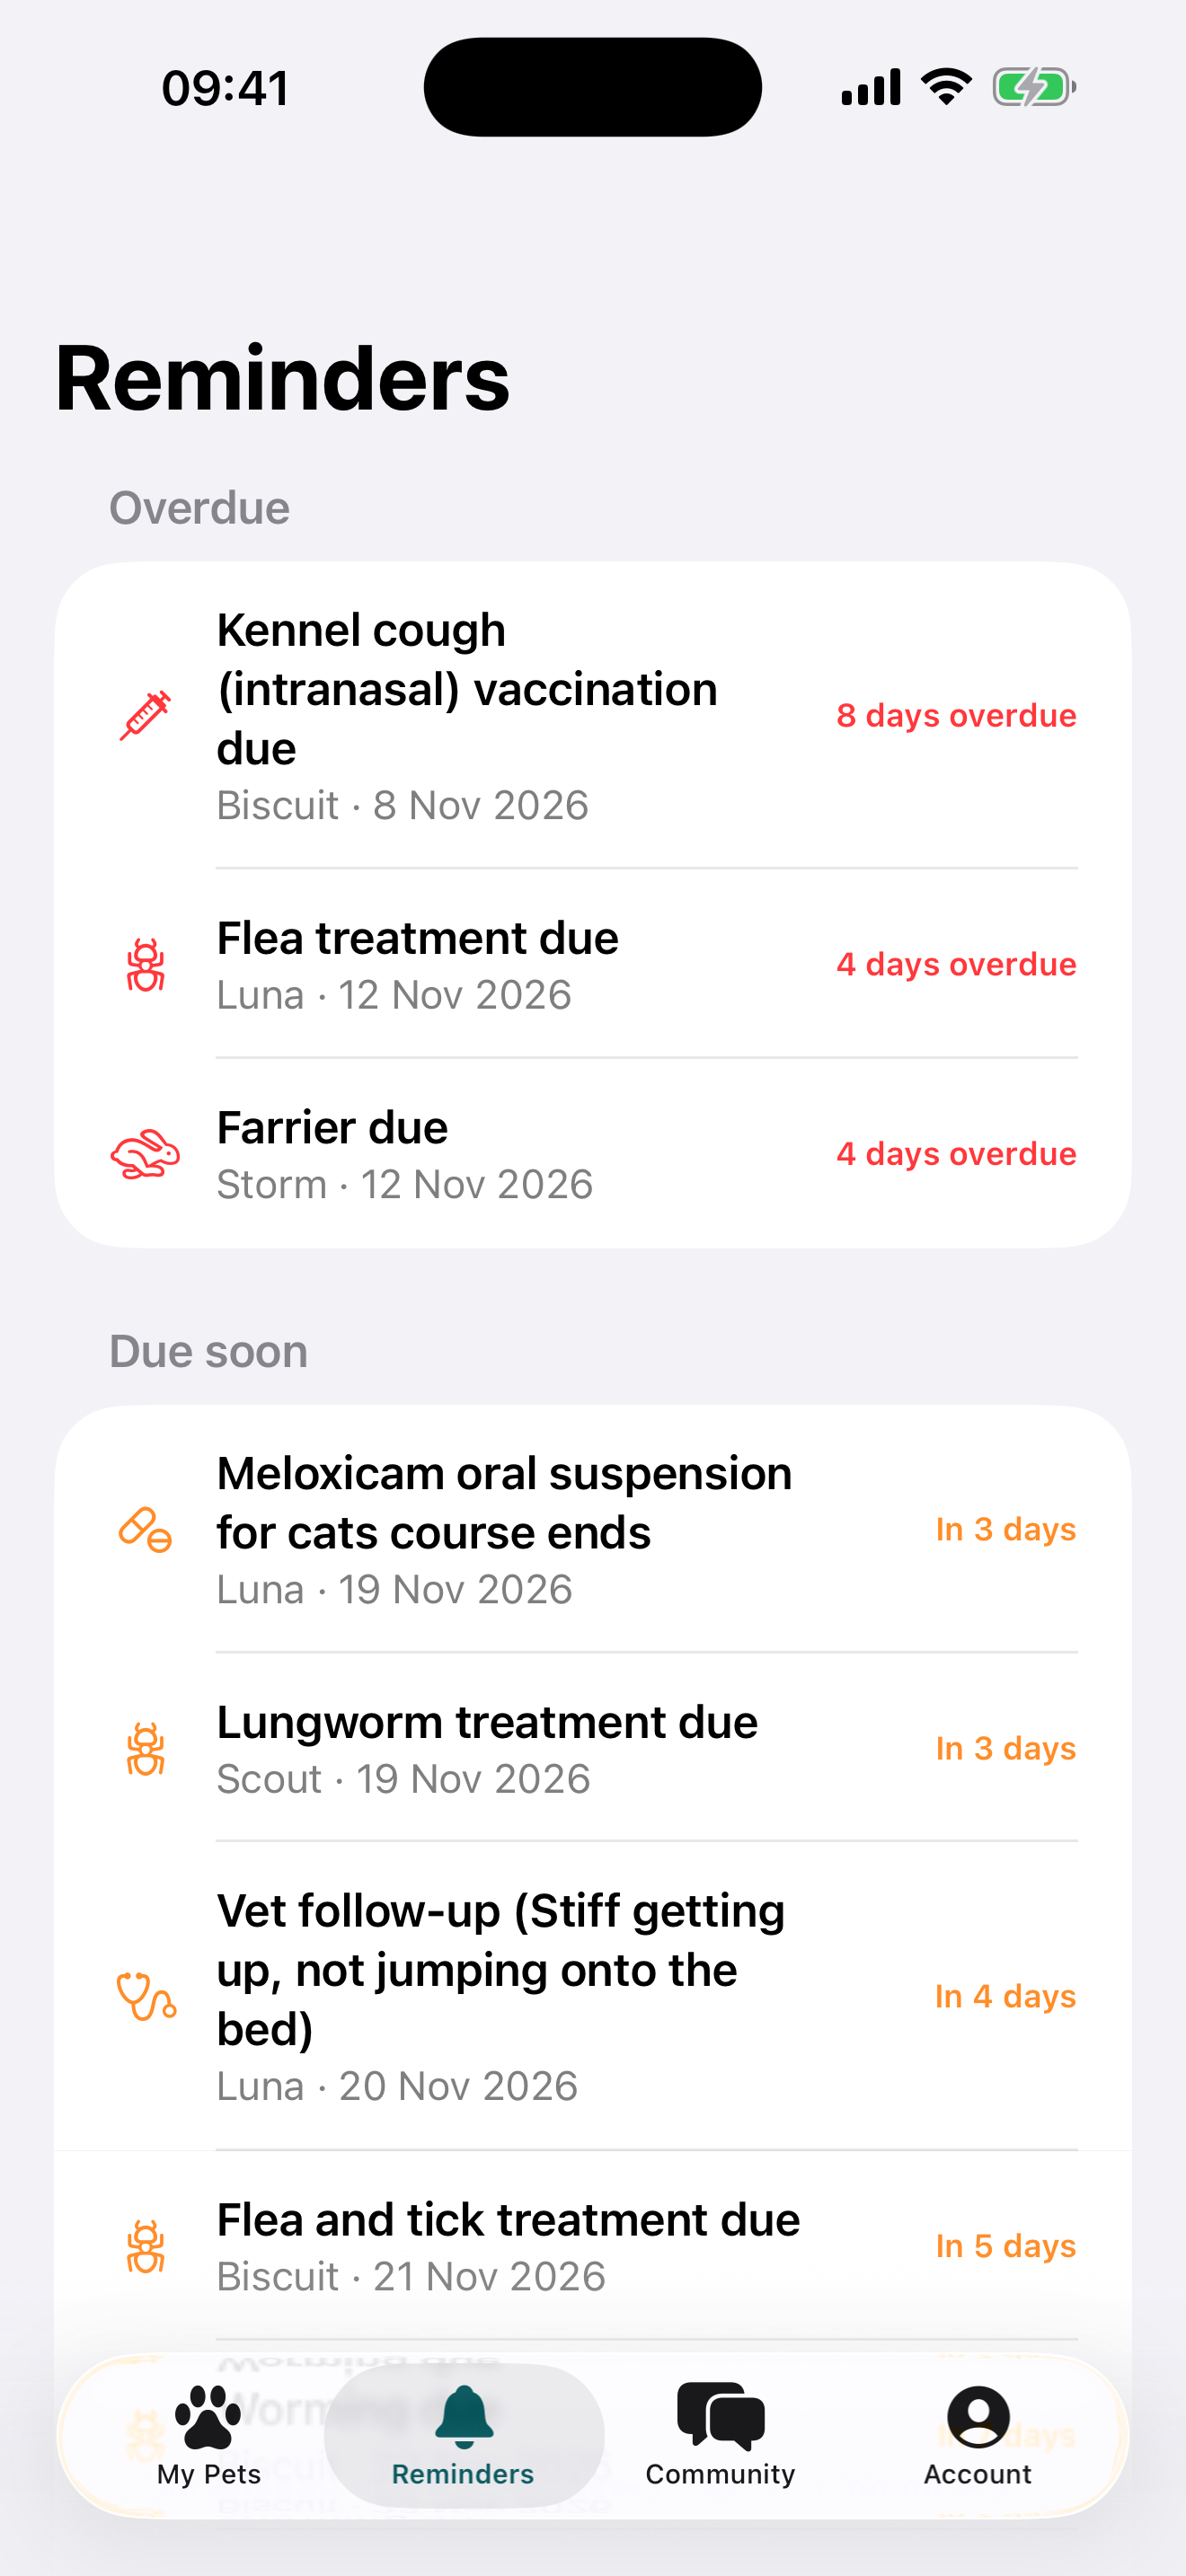 09:41
Reminders
Overdue
Kennel cough
(intranasal) vaccination
due
Biscuit · 8 Nov 2026
8 days overdue
Flea treatment due
Luna · 12 Nov 2026
4 days overdue
Farrier due
Storm · 12 Nov 2026
4 days overdue
Due soon
Meloxicam oral suspension
for cats course ends
Luna · 19 Nov 2026
In 3 days
Lungworm treatment due
Scout · 19 Nov 2026
In 3 days
Vet follow-up (Stiff getting
up, not jumping onto the
bed)
Luna · 20 Nov 2026
In 4 days
Flea and tick treatment due
Biscuit · 21 Nov 2026
In 5 days
Worming due
Biscuit
My Pets
Reminders
Community
Account